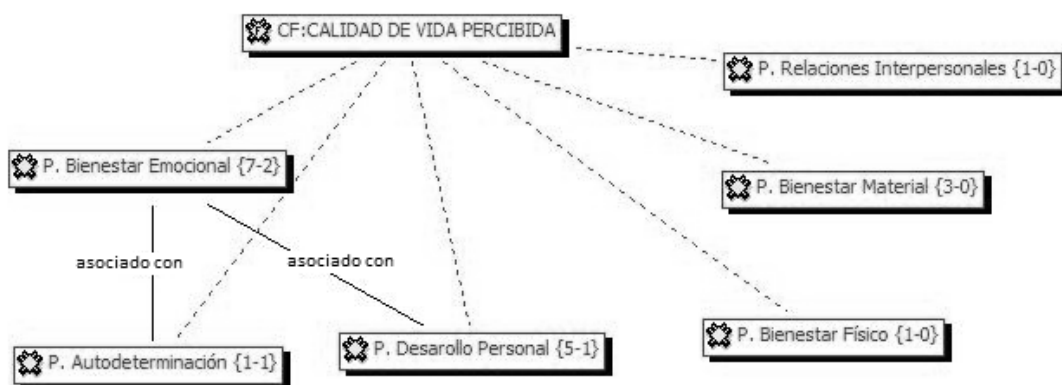 CF:CALIDAD DE VIDA PERCIBIDA
P. Relaciones Interpersonales {1-0}
P. Bienestar Emocional {7-2}
P. Bienestar Material {3-0}
asociado con
asociado con
P. Bienestar Físico {1-0}
P. Autodeterminación {1-1}
P. Desarollo Personal {5-1}